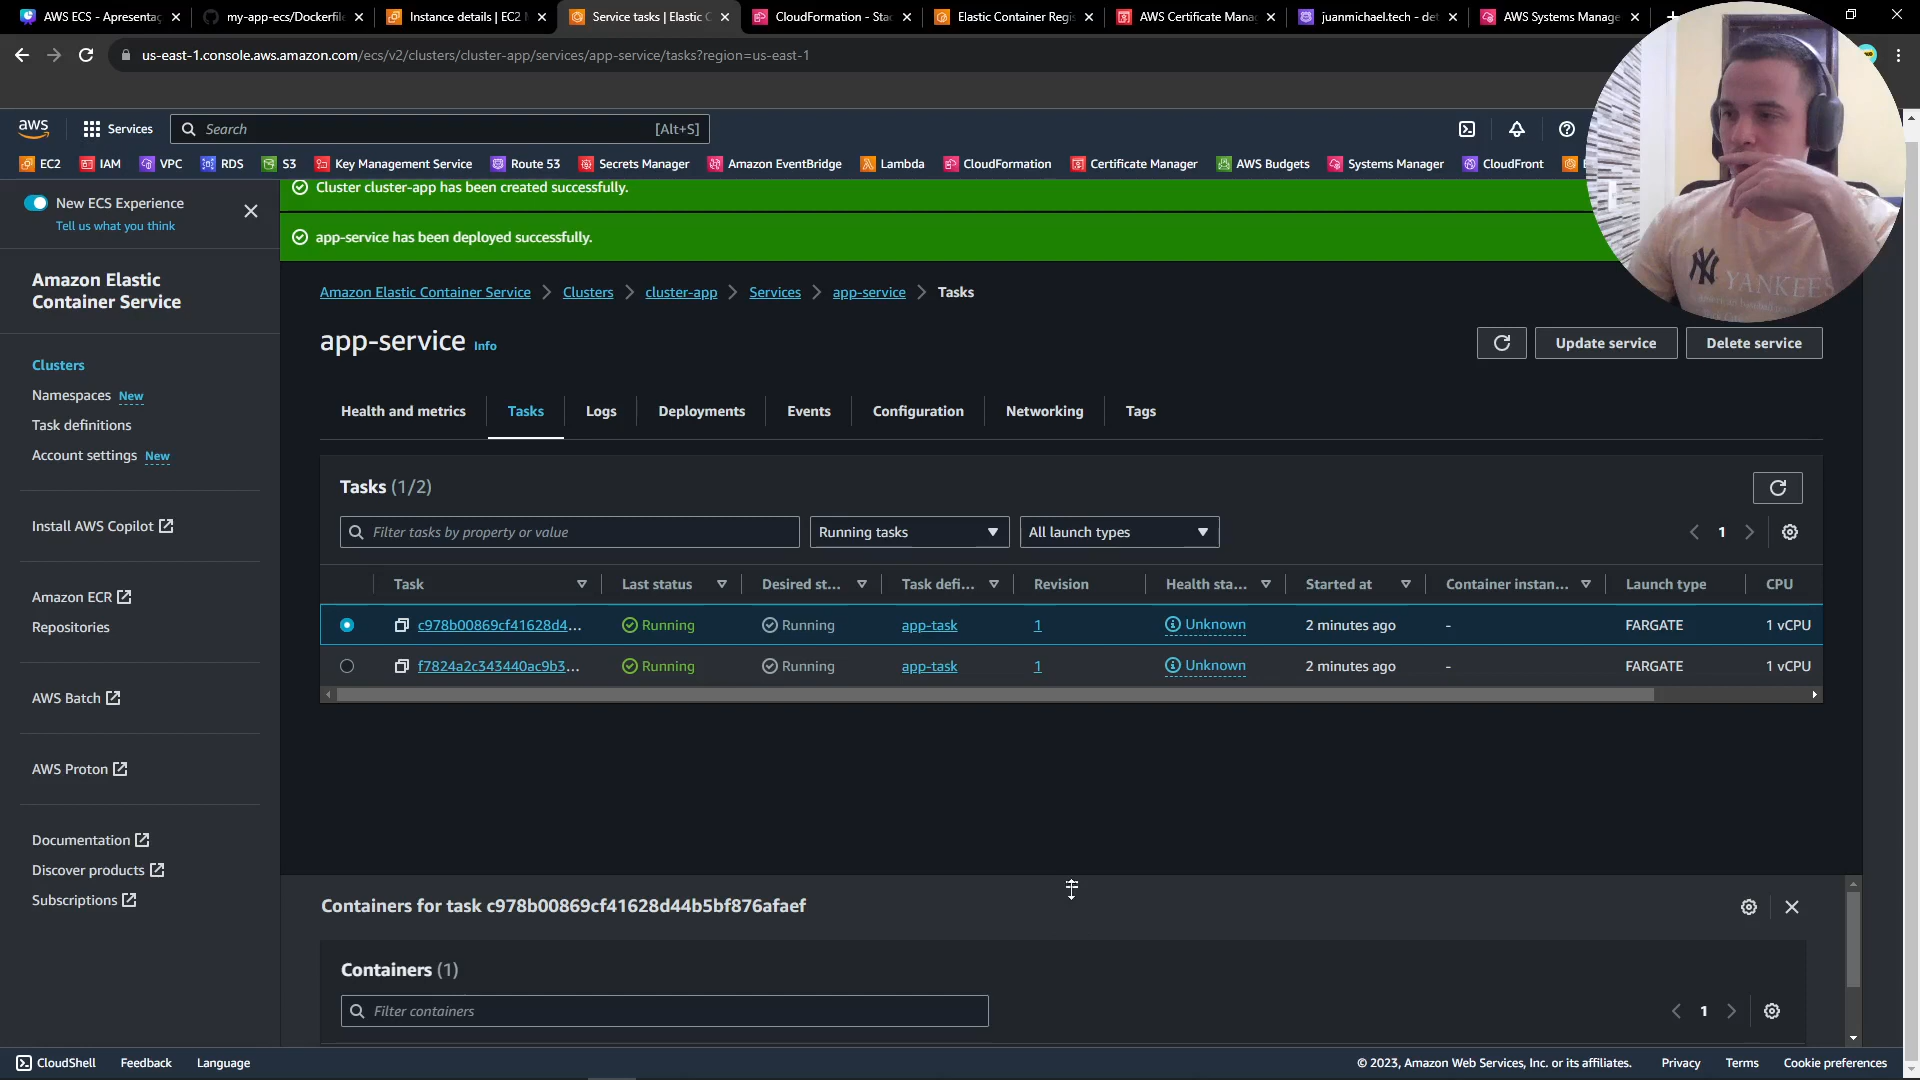 AWS ECS - Apresentaç
my-app-ecs/Dockerfile
Instance details | EC2 M
Service tasks | Elastic C
CloudFormation - Stac
Elastic Container Regis
AWS Certificate Mana
juanmichael.tech - det
AWS Systems Manage
us-east-1.console.aws.amazon.com/ecs/v2/clusters/cluster-app/services/app-service/tasks?region=us-east-1
aws
Services
Search
[Alt+S]
EC2
IAM
VPC
RDS
S3
Key Management Service
Route 53
Secrets Manager
Amazon EventBridge
Lambda
CloudFormation
Certificate Manager
AWS Budgets
Systems Manager
CloudFront
Cluster cluster-app has been created successfully.
app-service has been deployed successfully.
New ECS Experience
Tell us what you think
Amazon Elastic
Container Service
Clusters
Namespaces New
Task definitions
Account settings New
Install AWS Copilot
Amazon ECR
Repositories
AWS Batch
AWS Proton
Documentation
Discover products
Subscriptions
Amazon Elastic Container Service
Clusters
cluster-app
Services
app-service
Tasks
app-service Info
Update service
Delete service
Health and metrics
Tasks
Logs
Deployments
Events
Configuration
Networking
Tags
Tasks (1/2)
Filter tasks by property or value
Running tasks
All launch types
1
Task
Last status
Desired st...
Task defi...
Revision
Health sta...
Started at
Container instan...
Launch type
CPU
c978b00869cf41628d4... Running Running app-task 1 Unknown 2 minutes ago - FARGATE 1 vCPU
f7824a2c343440ac9b3... Running Running app-task 1 Unknown 2 minutes ago - FARGATE 1 vCPU
Containers for task c978b00869cf41628d44b5bf876afaef
Containers (1)
Filter containers
1
CloudShell
Feedback
Language
© 2023, Amazon Web Services, Inc. or its affiliates.
Privacy
Terms
Cookie preferences
NY YANKEES